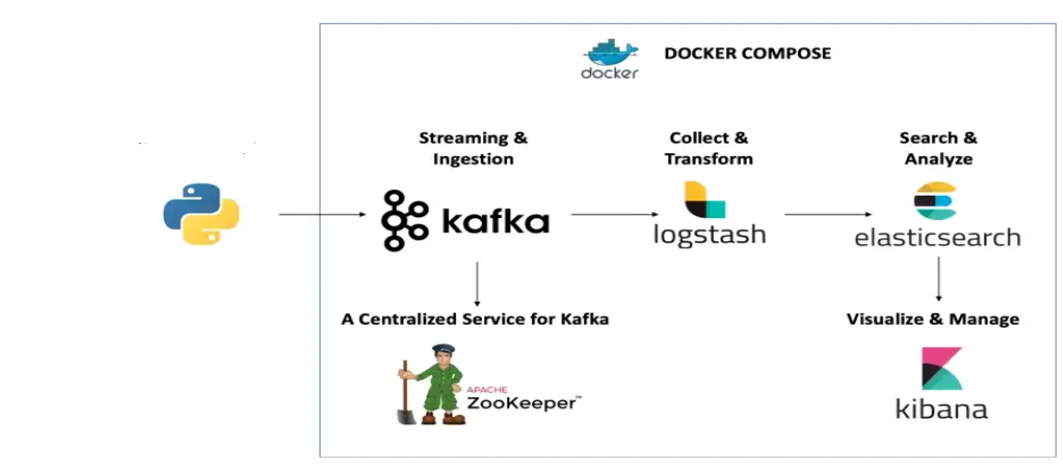 docker
DOCKER COMPOSE
Streaming &
Ingestion
Collect &
Transform
Search &
Analyze
kafka
logstash
elasticsearch
A Centralized Service for Kafka
Visualize & Manage
APACHE
ZooKeeper™
kibana